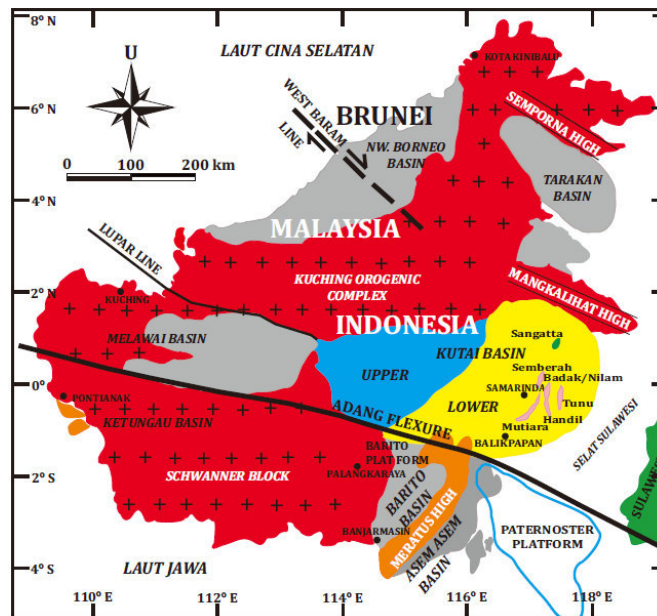 8° N
6° N
4° N
2° N
0° N
2° S
4° S
U
0 100 200 km
LAUT CINA SELATAN
KOTA KINIBALU
WEST BARAM
LINE
BRUNEI
NW. BORNEO
BASIN
SEMPORNA HIGH
TARAKAN
BASIN
MALAYSIA
LUPAR LINE
KUCHING OROGENIC
COMPLEX
MANGKALIHAT HIGH
KUCHING
INDONESIA
MELAWAI BASIN
KUTAI BASIN
Sangatta
UPPER
LOWER
Semberah
Badak/Nilam
SAMARINDA
Tunu
Handil
Mutiara
BALIKPAPAN
PONTIANAK
KETUNGAU BASIN
ADANG FLEXURE
SELAT SULAWESI
BARITO
PLATFORM
PALANGKARAYA
SCHWANNER BLOCK
BARITO
BASIN
MERATUS HIGH
ASEM ASEM
BASIN
BANJARMASIN
PATERNOSTER
PLATFORM
SULAWESI
LAUT JAWA
110° E
112° E
114° E
116° E
118° E